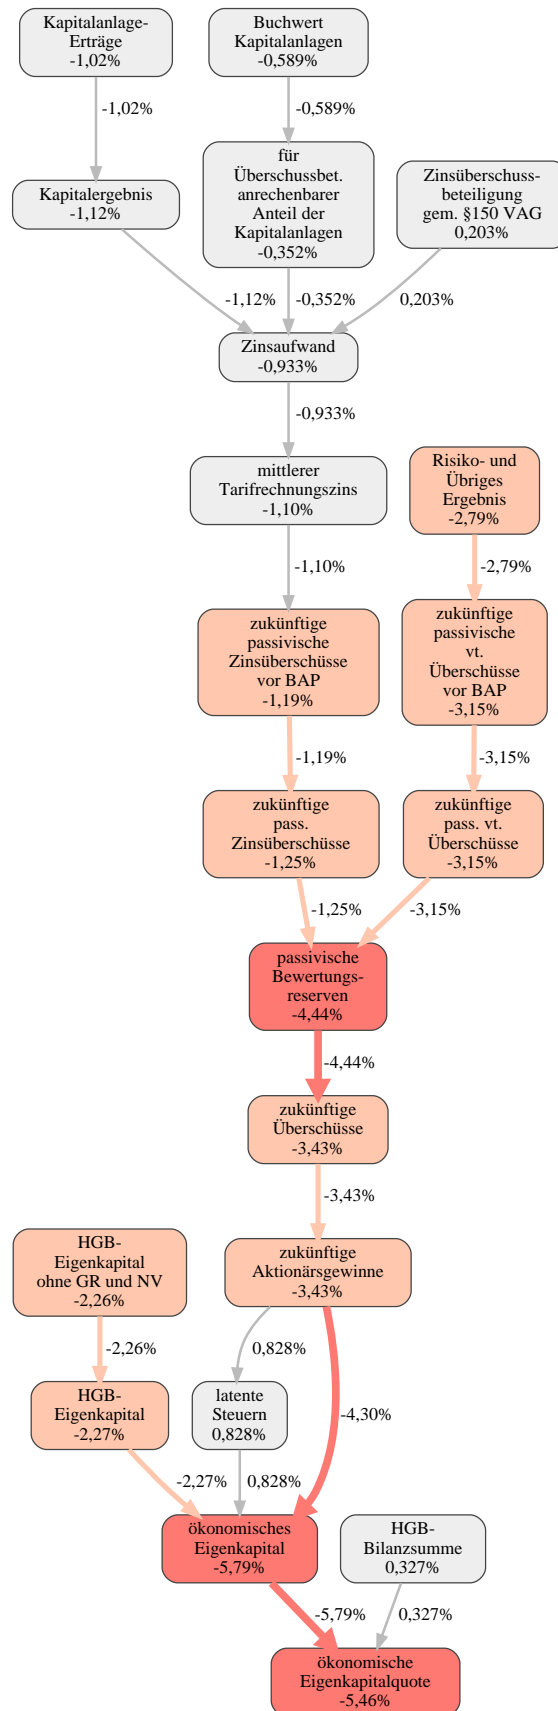 Kapitalanlage-
Erträge
-1,02%
Buchwert
Kapitalanlagen
-0,589%
-1,02%
-0,589%
Kapitalergebnis
-1,12%
für
Überschussbet.
anrechenbarer
Anteil der
Kapitalanlagen
-0,352%
Zinsüberschuss-
beteiligung
gem. §150 VAG
0,203%
-1,12%
-0,352%
0,203%
Zinsaufwand
-0,933%
-0,933%
mittlerer
Tarifrechnungszins
-1,10%
Risiko- und
Übriges
Ergebnis
-2,79%
-1,10%
-2,79%
zukünftige
passivische
Zinsüberschüsse
vor BAP
-1,19%
zukünftige
passivische
vt.
Überschüsse
vor BAP
-3,15%
-1,19%
-3,15%
zukünftige
pass.
Zinsüberschüsse
-1,25%
zukünftige
pass. vt.
Überschüsse
-3,15%
-1,25%
-3,15%
passivische
Bewertungs-
reserven
-4,44%
-4,44%
zukünftige
Überschüsse
-3,43%
-3,43%
HGB-
Eigenkapital
ohne GR und NV
-2,26%
zukünftige
Aktionärsgewinne
-3,43%
-2,26%
0,828%
-4,30%
HGB-
Eigenkapital
-2,27%
latente
Steuern
0,828%
-2,27%
0,828%
ökonomisches
Eigenkapital
-5,79%
HGB-
Bilanzsumme
0,327%
-5,79%
0,327%
ökonomische
Eigenkapitalquote
-5,46%